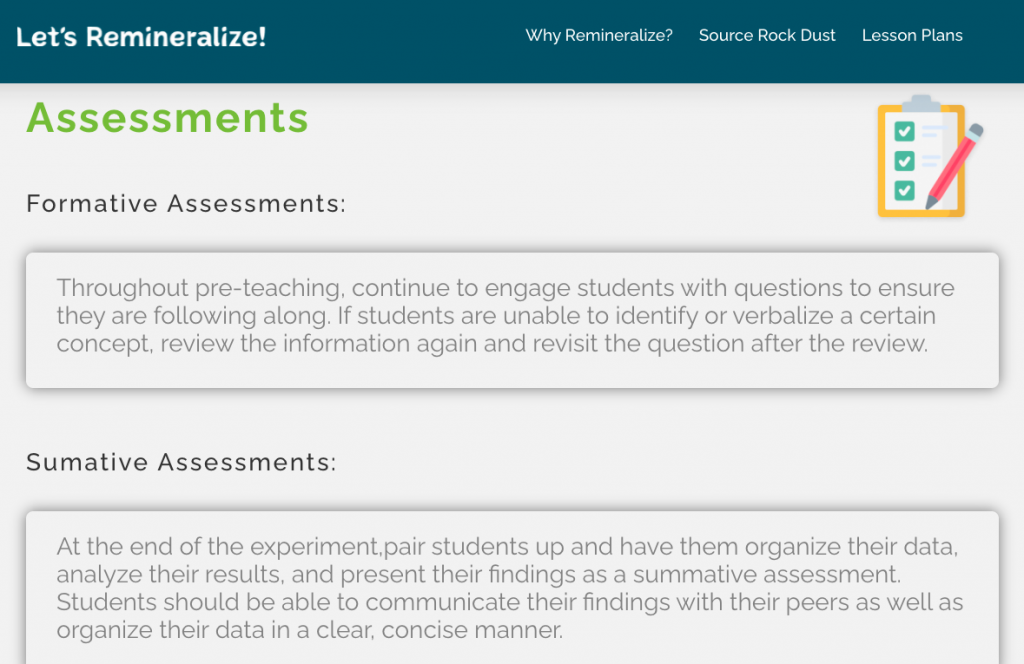 Let's Remineralize!
Why Remineralize? Source Rock Dust Lesson Plans
Assessments
Formative Assessments:
Throughout pre-teaching, continue to engage students with questions to ensure
they are following along. If students are unable to identify or verbalize a certain
concept, review the information again and revisit the question after the review.
Sumative Assessments:
At the end of the experiment,pair students up and have them organize their data,
analyze their results, and present their findings as a summative assessment.
Students should be able to communicate their findings with their peers as well as
organize their data in a clear, concise manner.